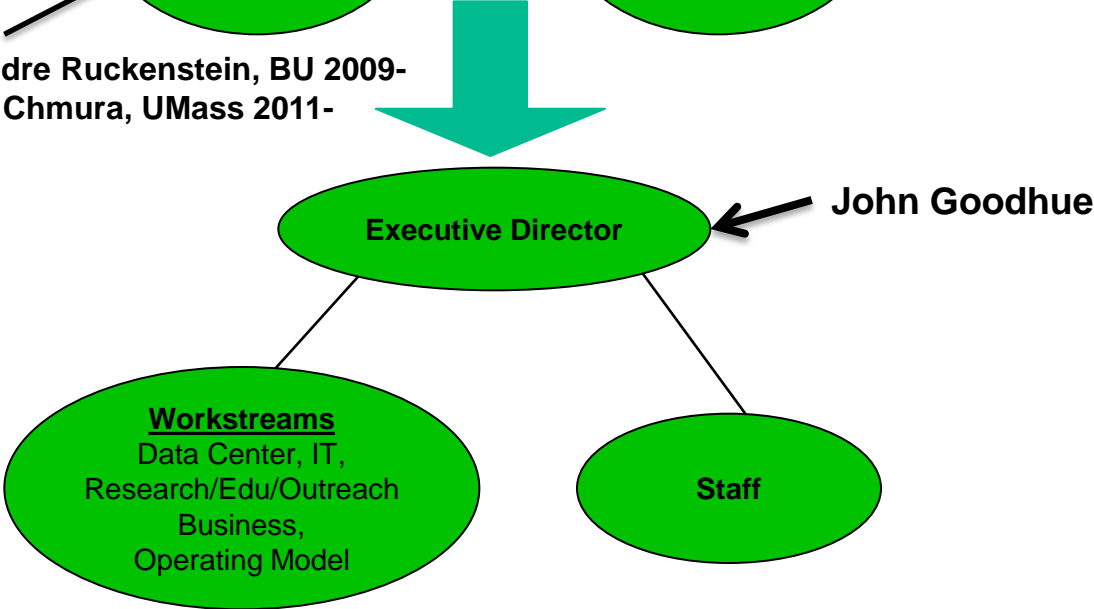 dre Ruckenstein, BU 2009-
Chmura, UMass 2011-
John Goodhue
Executive Director
Workstreams
Data Center, IT,
Research/Edu/Outreach
Business,
Operating Model
Staff